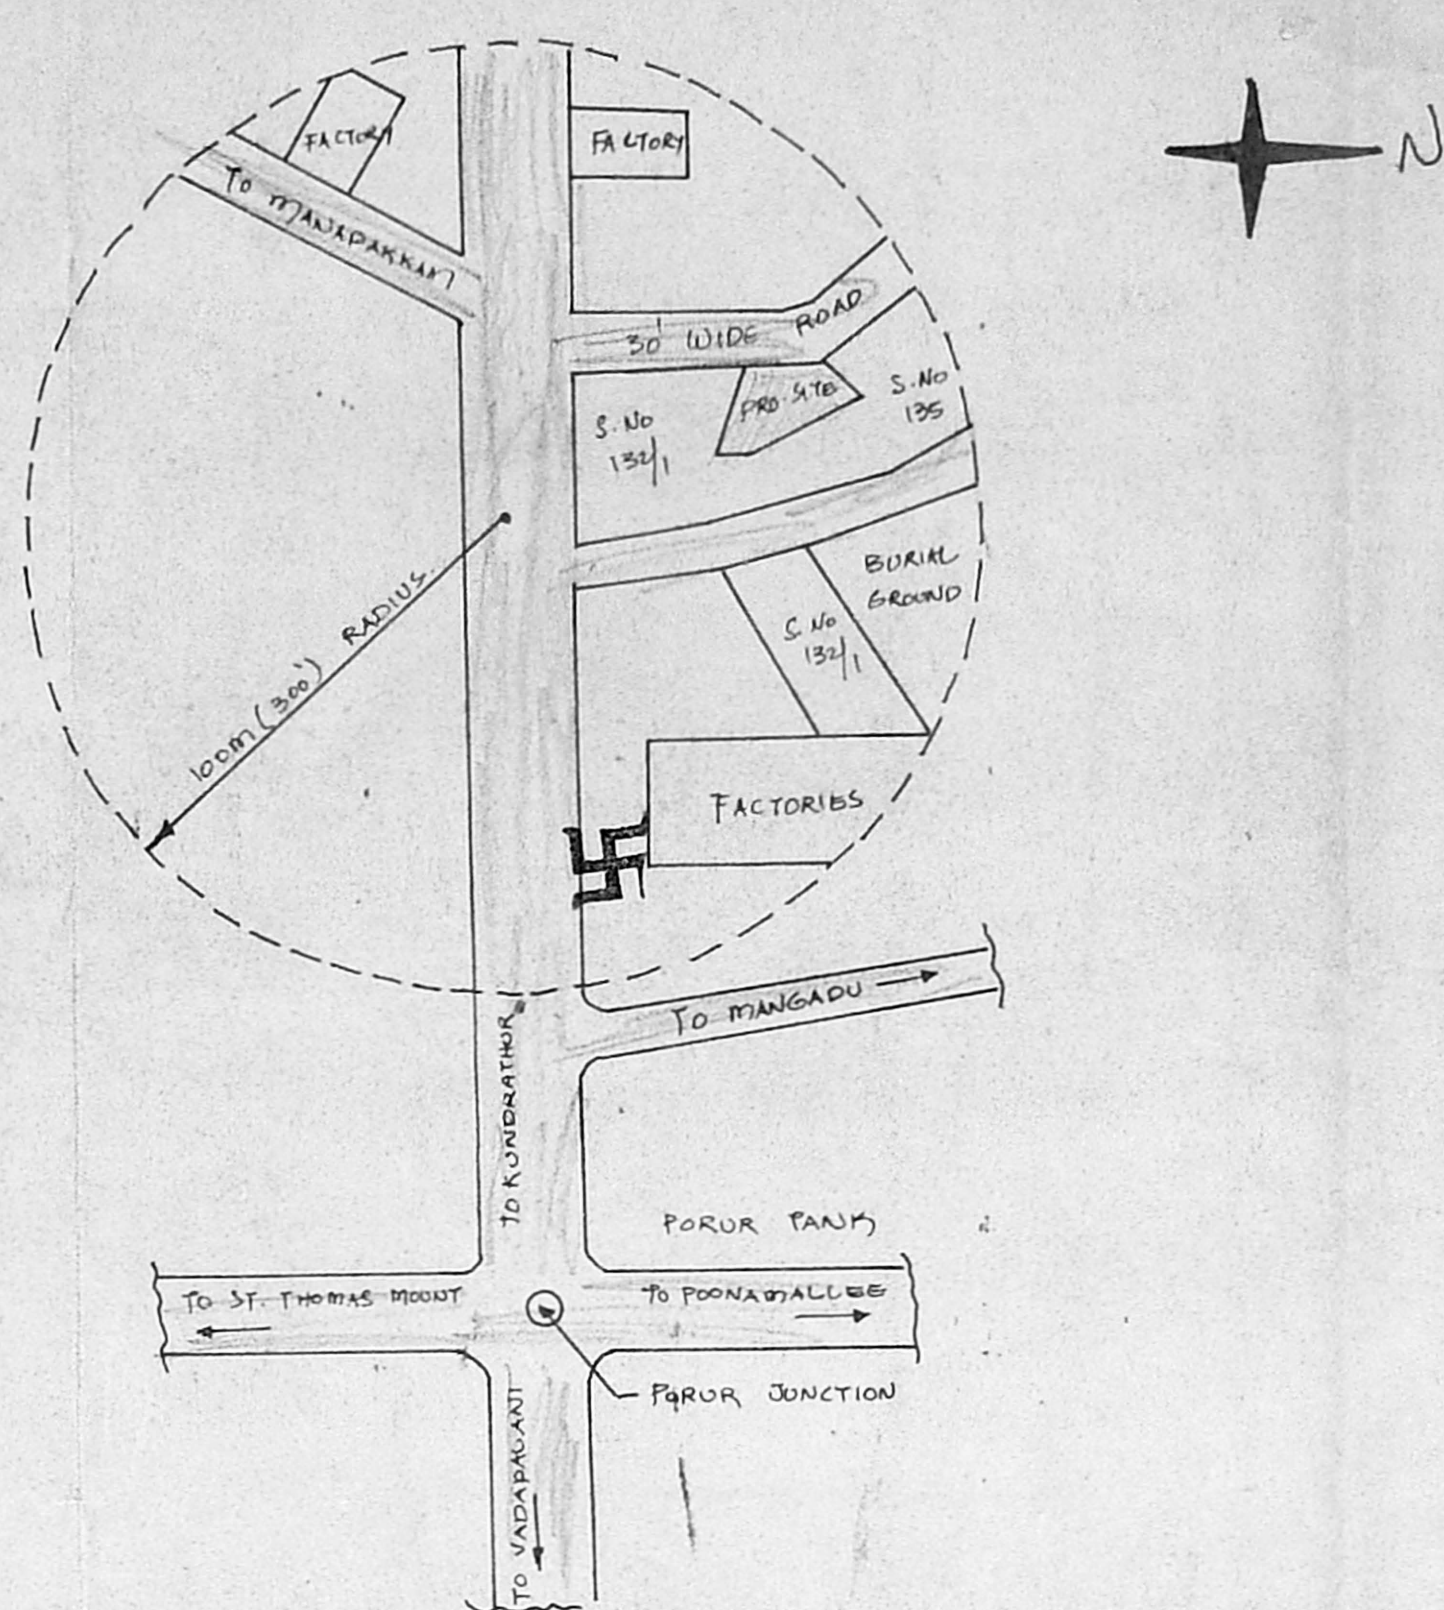 FACTORY
FACTORY
N
TO MANAPAKKAM
30' WIDE ROAD
PRO. SITE
S. No
132/1
S. No
135
100m (300') RADIUS.
BURIAL
GROUND
S. No
132/1
FACTORIES
TO MANGADU
TO KUNDRATHUR
PORUR TANK
TO ST. THOMAS MOUNT
TO POONAMALLEE
PORUR JUNCTION
TO VADAPALANI